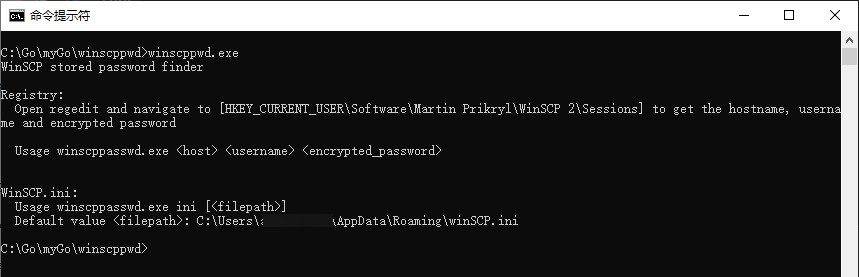 命令提示符
C:\Go\myGo\winscppwd>winscppwd.exe
WinSCP stored password finder
Registry:
Open regedit and navigate to [HKEY_CURRENT_USER\Software\Martin Prikryl\WinSCP 2\Sessions] to get the hostname, userna
me and encrypted password
Usage winscppasswd.exe <host> <username> <encrypted_password>
WinSCP.ini:
Usage winscppasswd.exe ini [<filepath>]
Default value <filepath>: C:\Users\ \AppData\Roaming\winSCP.ini
C:\Go\myGo\winscppwd>